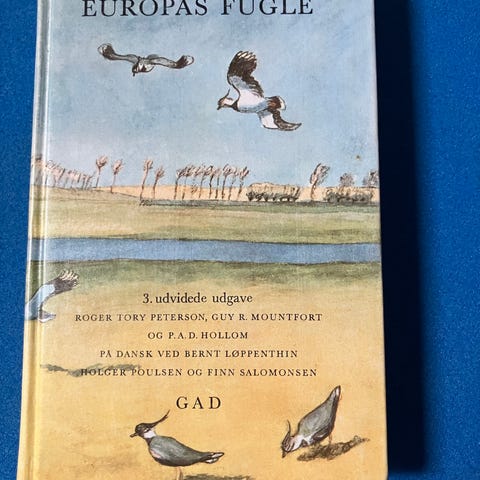 EUROPAS FUGLE
3. udvidede udgave
ROGER TORY PETERSON, GUY R. MOUNTFORT
OG P.A.D. HOLLOM
PÅ DANSK VED BERNT LØPPENTHIN
HOLGER POULSEN OG FINN SALOMONSEN
GAD